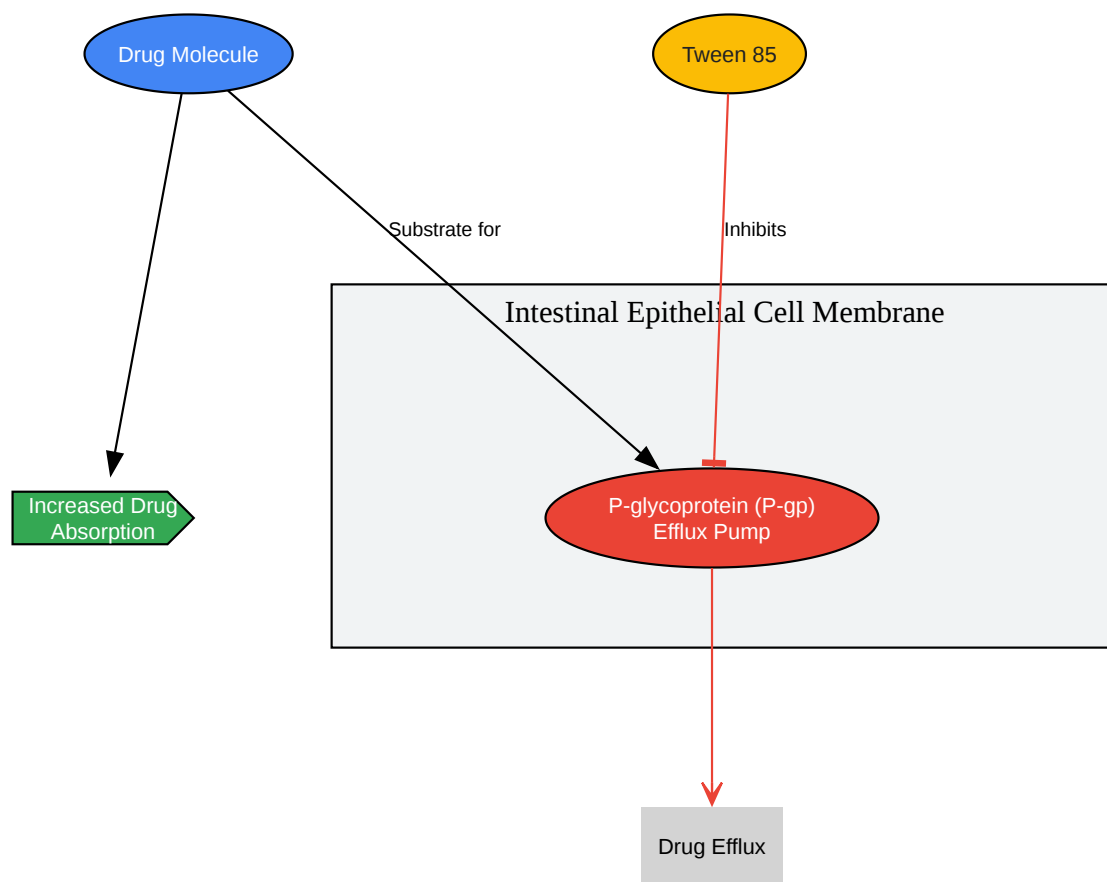 Drug Molecule
Tween 85
Substrate for
Inhibits
Intestinal Epithelial Cell Membrane
Increased Drug
Absorption
P-glycoprotein (P-gp)
Efflux Pump
Drug Efflux